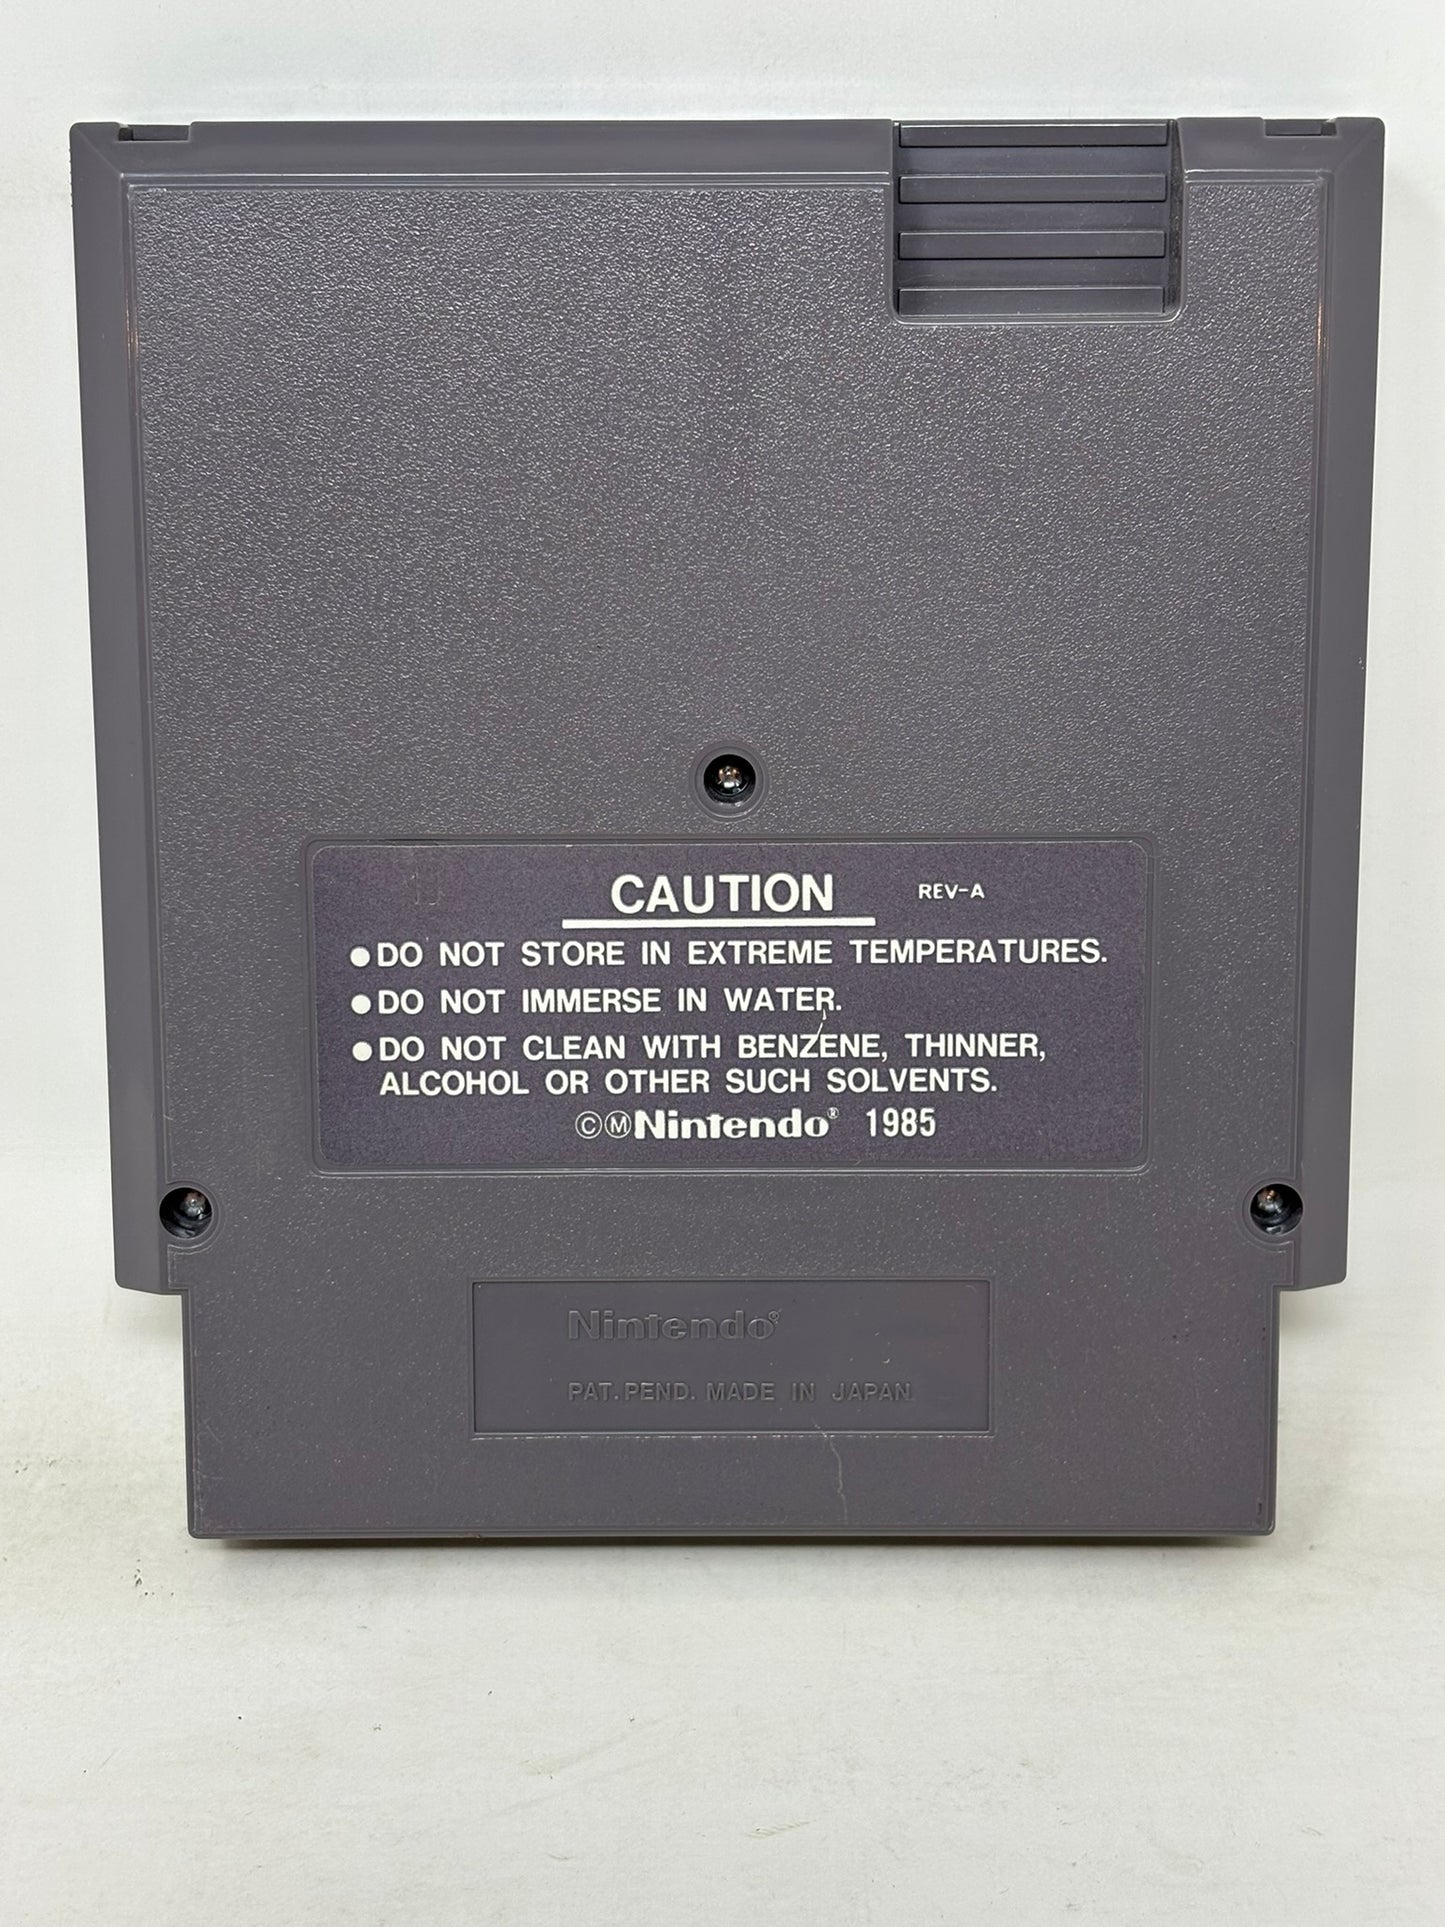 CAUTION REV-A
●DO NOT STORE IN EXTREME TEMPERATURES.
●DO NOT IMMERSE IN WATER.
●DO NOT CLEAN WITH BENZENE, THINNER,
ALCOHOL OR OTHER SUCH SOLVENTS.
©ⓂNintendo® 1985
Nintendo®
PAT. PEND. MADE IN JAPAN